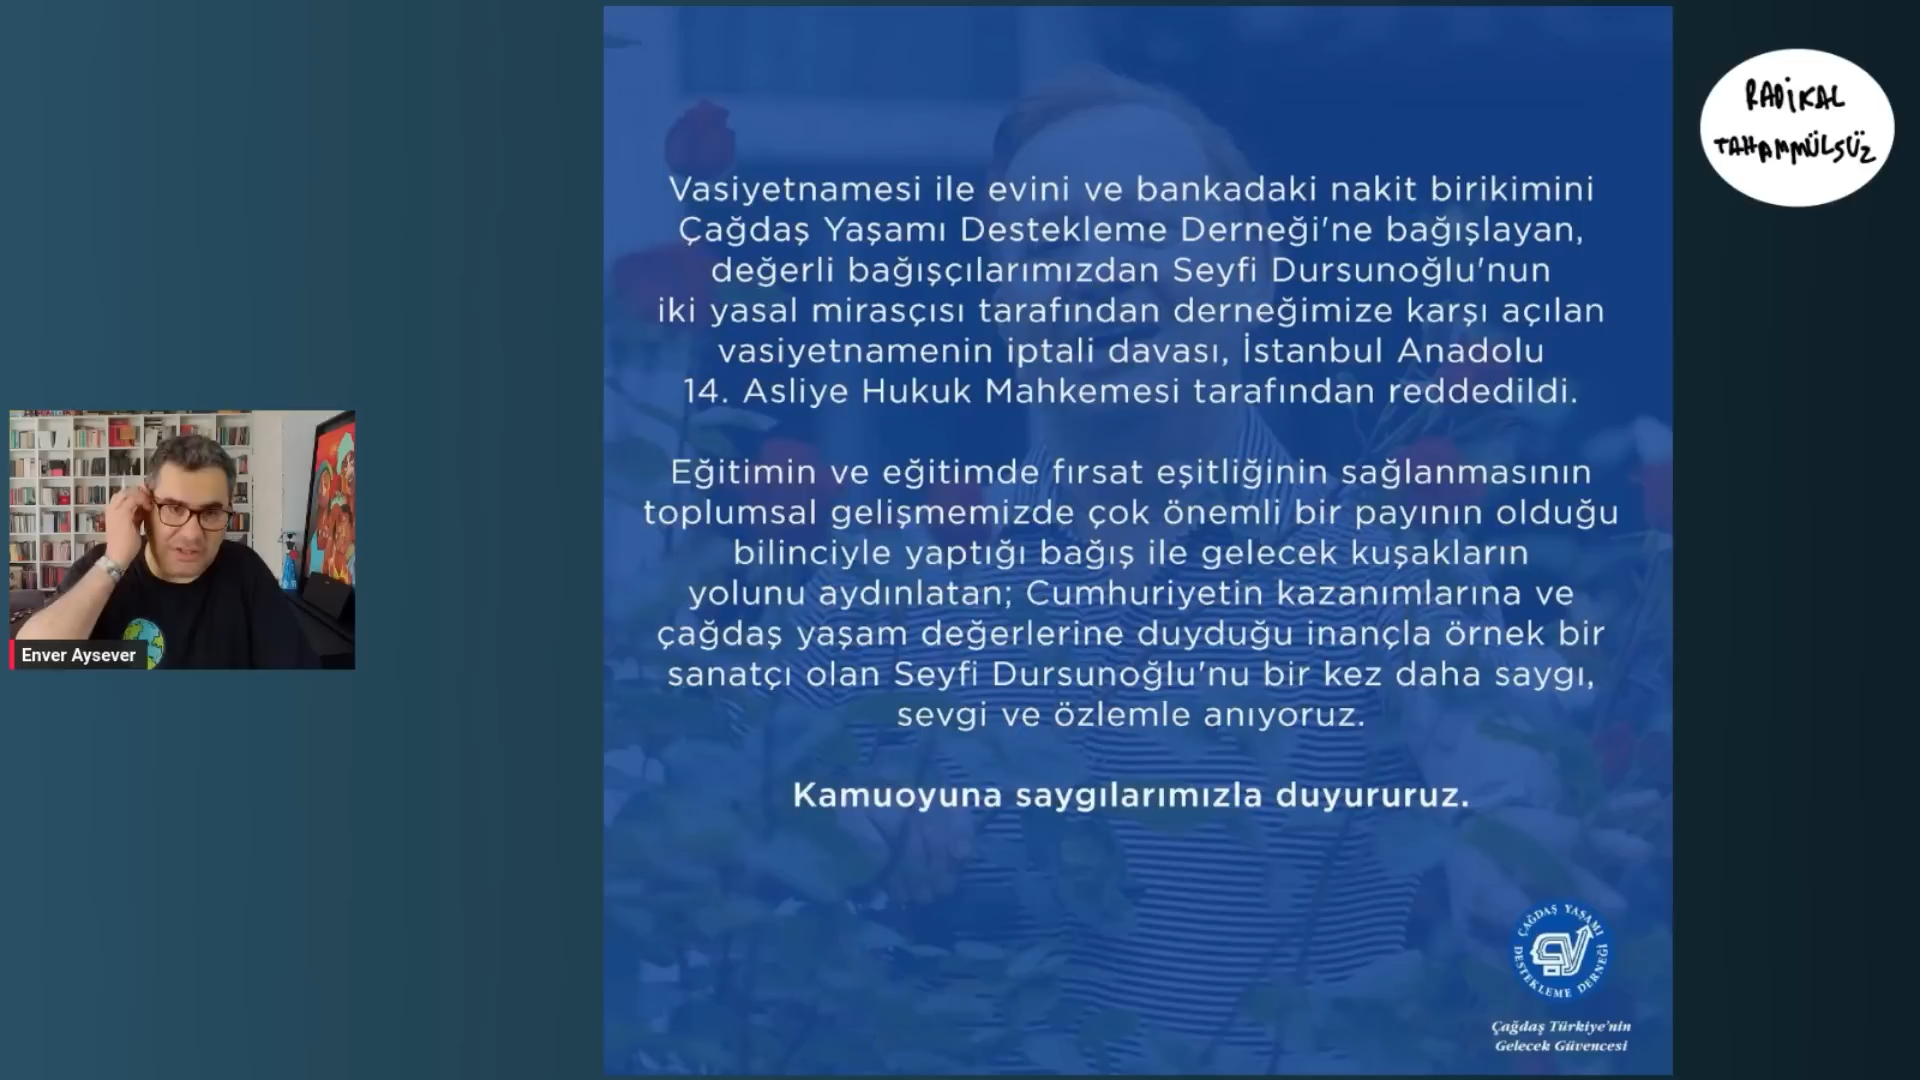 RADİKAL
TAHAMMÜLSÜZ
Vasiyetnamesi ile evini ve bankadaki nakit birikimini
Çağdaş Yaşamı Destekleme Derneği'ne bağışlayan,
değerli bağışçılarımızdan Seyfi Dursunoğlu'nun
iki yasal mirasçısı tarafından derneğimize karşı açılan
vasiyetnamenin iptali davası, İstanbul Anadolu
14. Asliye Hukuk Mahkemesi tarafından reddedildi.
Eğitimin ve eğitimde fırsat eşitliğinin sağlanmasının
toplumsal gelişmemizde çok önemli bir payının olduğu
bilinciyle yaptığı bağış ile gelecek kuşakların
yolunu aydınlatan; Cumhuriyetin kazanımlarına ve
çağdaş yaşam değerlerine duyduğu inançla örnek bir
sanatçı olan Seyfi Dursunoğlu'nu bir kez daha saygı,
sevgi ve özlemle anıyoruz.
Kamuoyuna saygılarımızla duyururuz.
Enver Aysever
ÇAĞDAŞ YAŞAMI
DESTEKLEME DERNEĞİ
Çağdaş Türkiye'nin
Gelecek Güvencesi